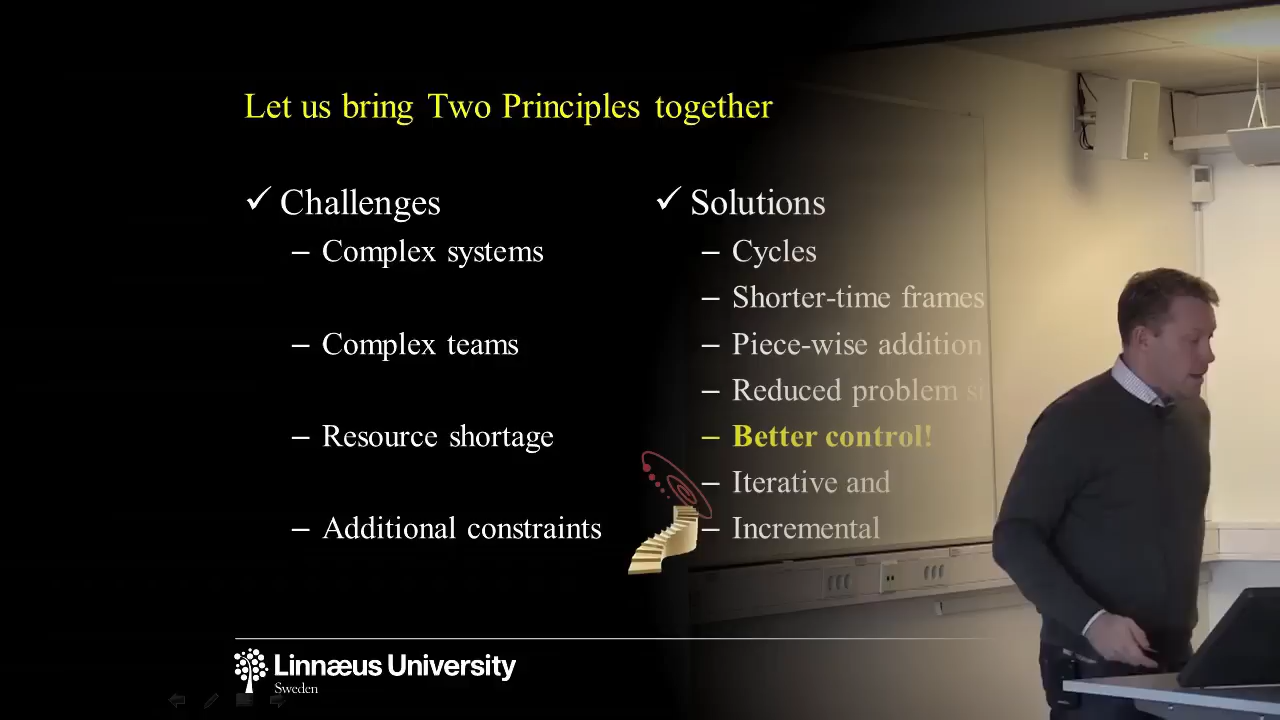 Let us bring Two Principles together
✓ Challenges
– Complex systems
– Complex teams
– Resource shortage
– Additional constraints
✓ Solutions
– Cycles
– Shorter-time frames
– Piece-wise addition
– Reduced problem
– Better control!
– Iterative and
– Incremental
Linnæus University
Sweden